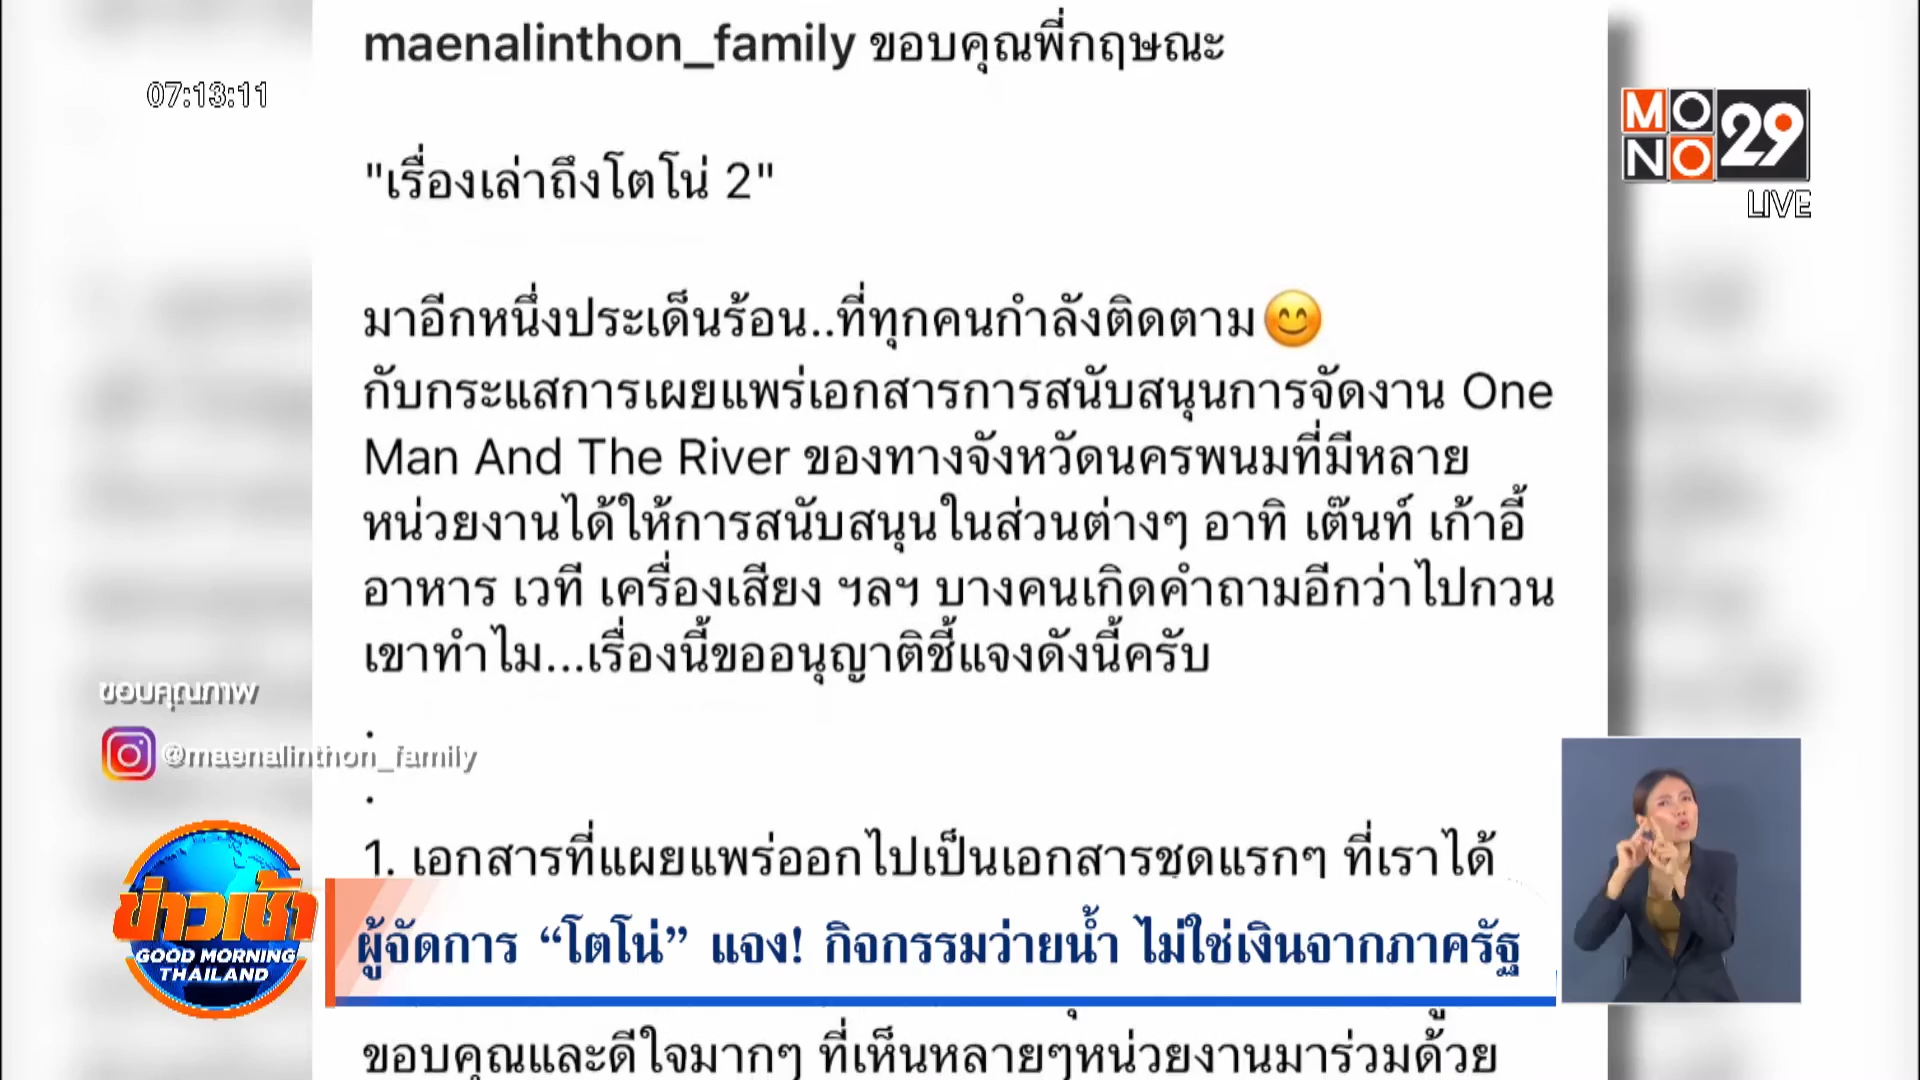 maenalinthon_family ขอบคุณพี่กฤษณะ
07:13:11
MONO 29
LIVE
"เรื่องเล่าถึงโตโน่ 2"
มาอีกหนึ่งประเด็นร้อน..ที่ทุกคนกำลังติดตาม😊
กับกระแสการเผยแพร่เอกสารการสนับสนุนการจัดงาน One
Man And The River ของทางจังหวัดนครพนมที่มีหลาย
หน่วยงานได้ให้การสนับสนุนในส่วนต่างๆ อาทิ เต๊นท์ เก้าอี้
อาหาร เวที เครื่องเสียง ฯลฯ บางคนเกิดคำถามอีกว่าไปกวน
เขาทำไม...เรื่องนี้ขออนุญาติชี้แจงดังนี้ครับ
.
.
ขอบคุณภาพ
@maenalinthon_family
1. เอกสารที่แผยแพร่ออกไปเป็นเอกสารชุดแรกๆ ที่เราได้
ข่าวเช้า
GOOD MORNING
THAILAND
ผู้จัดการ “โตโน่” แจง! กิจกรรมว่ายน้ำ ไม่ใช่เงินจากภาครัฐ
ขอบคุณและดีใจมากๆ ที่เห็นหลายๆหน่วยงานมาร่วมด้วย